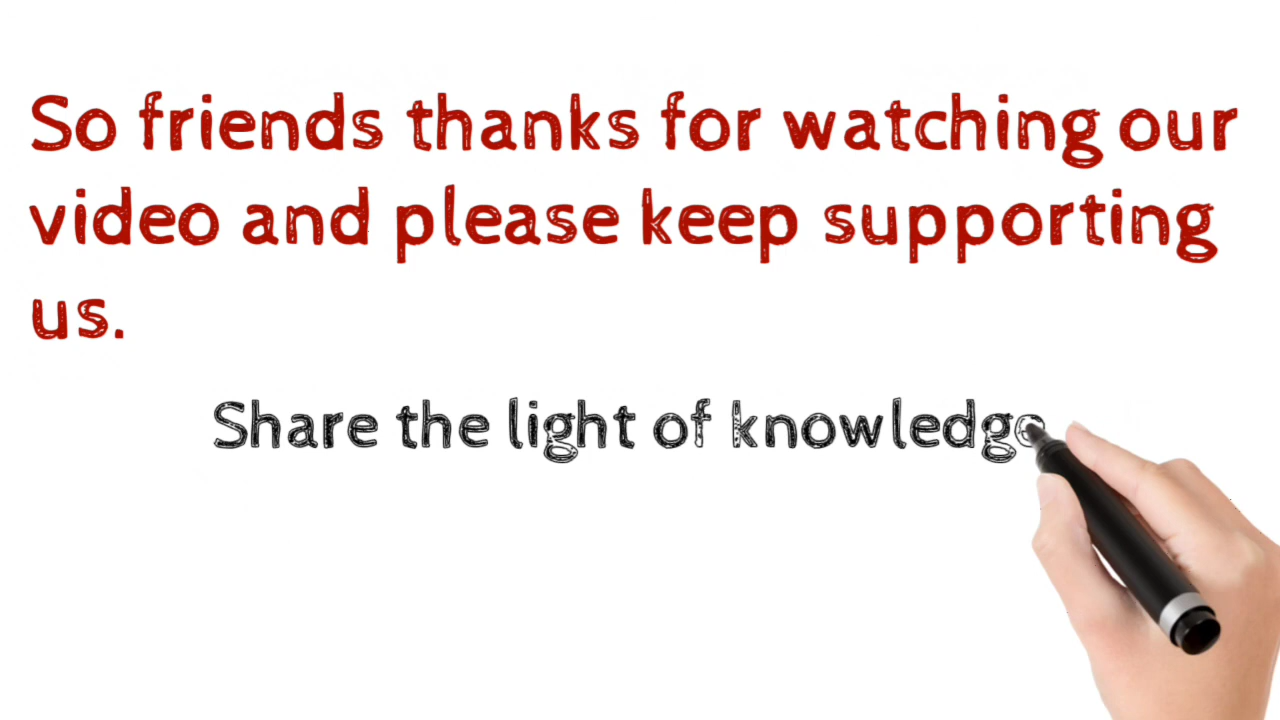 So friends thanks for watching our
video and please keep supporting
us.
Share the light of knowledge